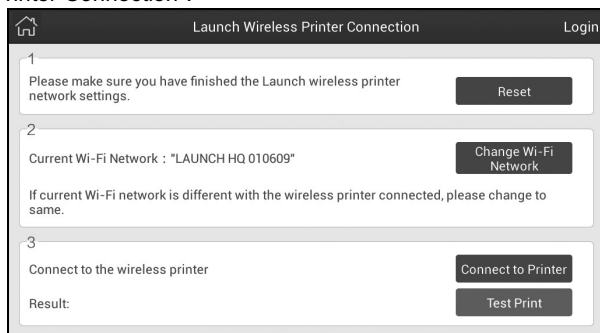 Launch Wireless Printer Connection
Login
1
Please make sure you have finished the Launch wireless printer
network settings.
Reset
2
Current Wi-Fi Network : "LAUNCH HQ 010609"
Change Wi-Fi
Network
If current Wi-Fi network is different with the wireless printer connected, please change to
same.
3
Connect to the wireless printer
Connect to Printer
Result:
Test Print